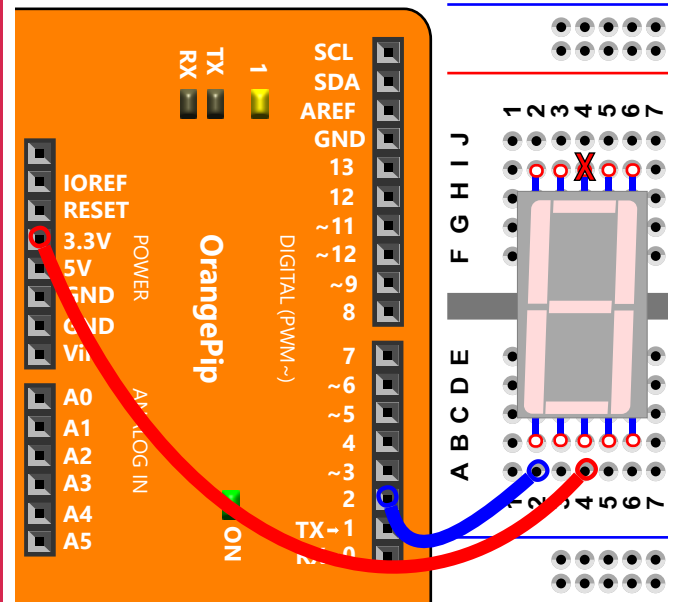 RX TX 1
SCL
SDA
AREF
GND
13
12
~11
~12
~9
8
7
~6
~5
4
~3
2
TX→1
IOREF
RESET
3.3V
5V
GND
GND
Vin
A0
A1
A2
A3
A4
A5
POWER
ANALOG IN
OrangePip
DIGITAL (PWM~)
ON
1 2 3 4 5 6 7
J
I
H
G
F
E
D
C
B
A
X
1 2 3 4 5 6 7